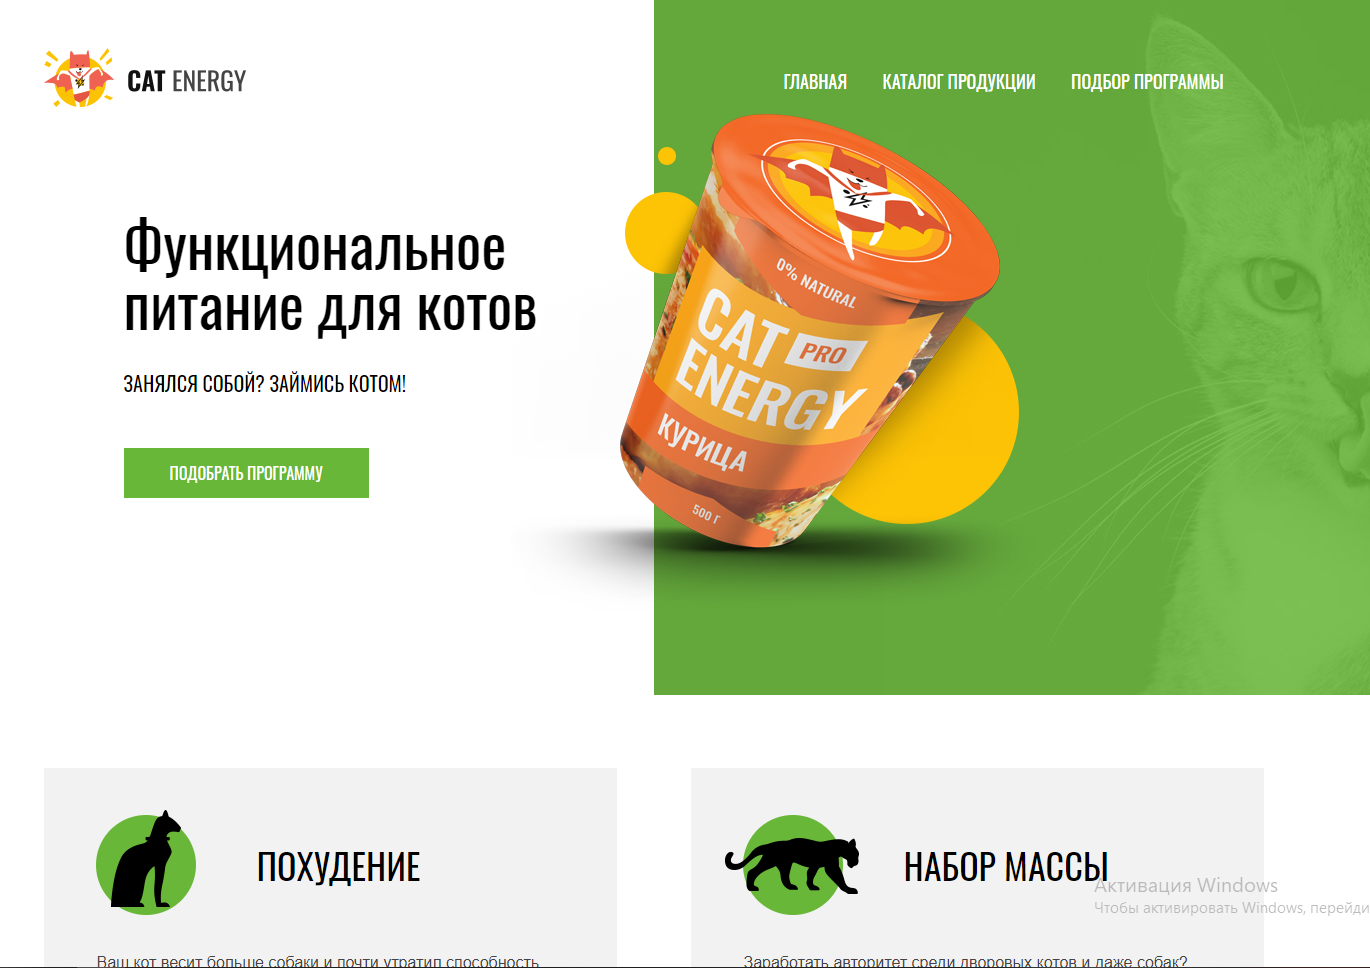 CAT ENERGY
ГЛАВНАЯ
КАТАЛОГ ПРОДУКЦИИ
ПОДБОР ПРОГРАММЫ
Функциональное
питание для котов
ЗАНЯЛСЯ СОБОЙ? ЗАЙМИСЬ КОТОМ!
ПОДОБРАТЬ ПРОГРАММУ
0% NATURAL
CAT PRO
ENERGY
КУРИЦА
500 Г
ПОХУДЕНИЕ
Ваш кот весит больше собаки и почти утратил способность
НАБОР МАССЫ
Заработать авторитет среди дворовых котов и даже собак?
Активация Windows
Чтобы активировать Windows, перейди